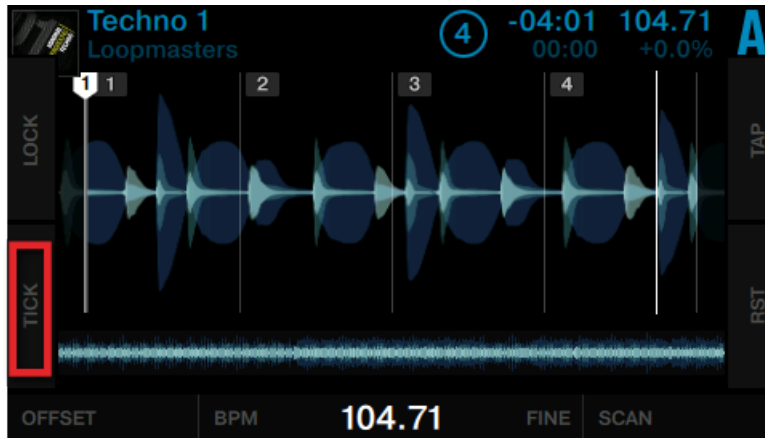 Techno 1
Loopmasters
4
-04:01
00:00
104.71
+0.0%
A
1
1
2
3
4
LOCK
TAP
TICK
RST
OFFSET
BPM
104.71
FINE
SCAN